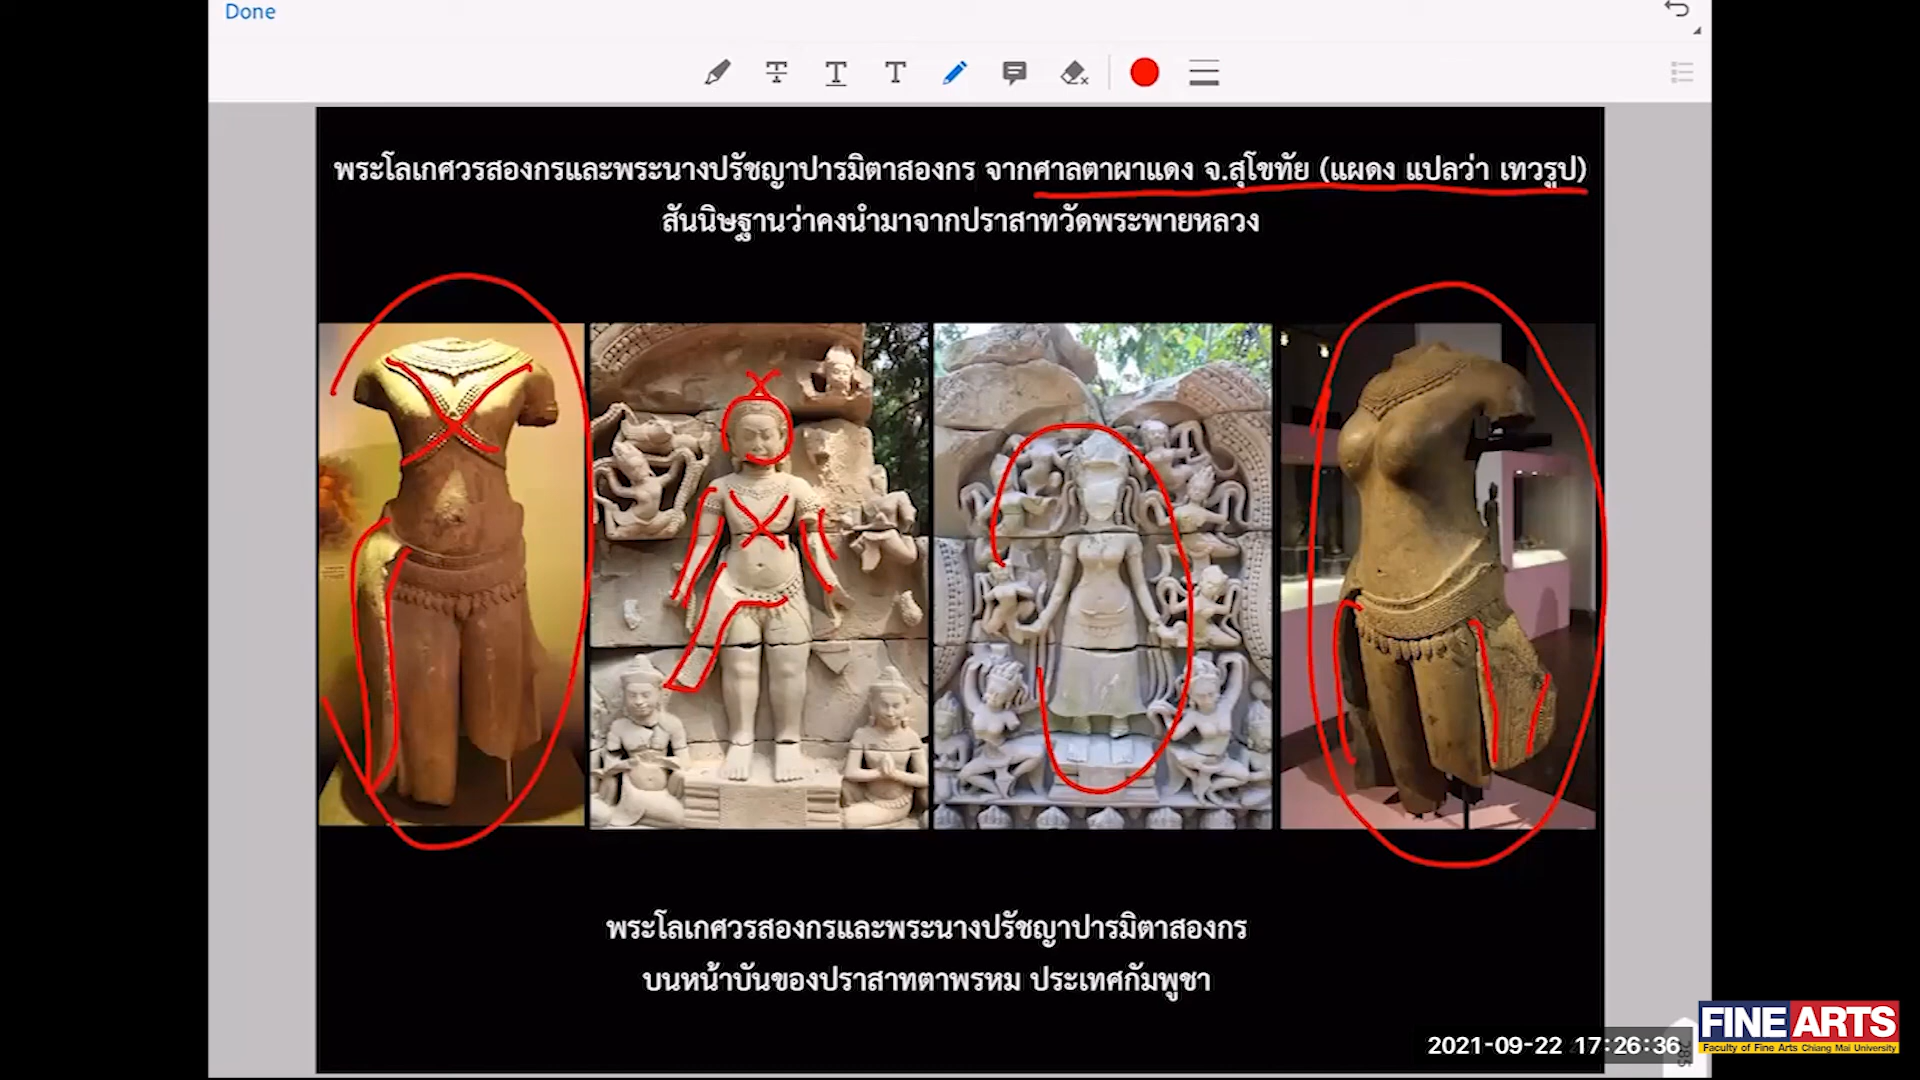 Done
พระโลเกศวรสองกรและพระนางปรัชญาปารมิตาสองกร จากศาลตาผาแดง จ.สุโขทัย (แผดง แปลว่า เทวรูป)
สันนิษฐานว่าคงนำมาจากปราสาทวัดพระพายหลวง
พระโลเกศวรสองกรและพระนางปรัชญาปารมิตาสองกร
บนหน้าบันของปราสาทตาพรหม ประเทศกัมพูชา
2021-09-22 17:26:36
FINE ARTS
Faculty of Fine Arts Chiang Mai University